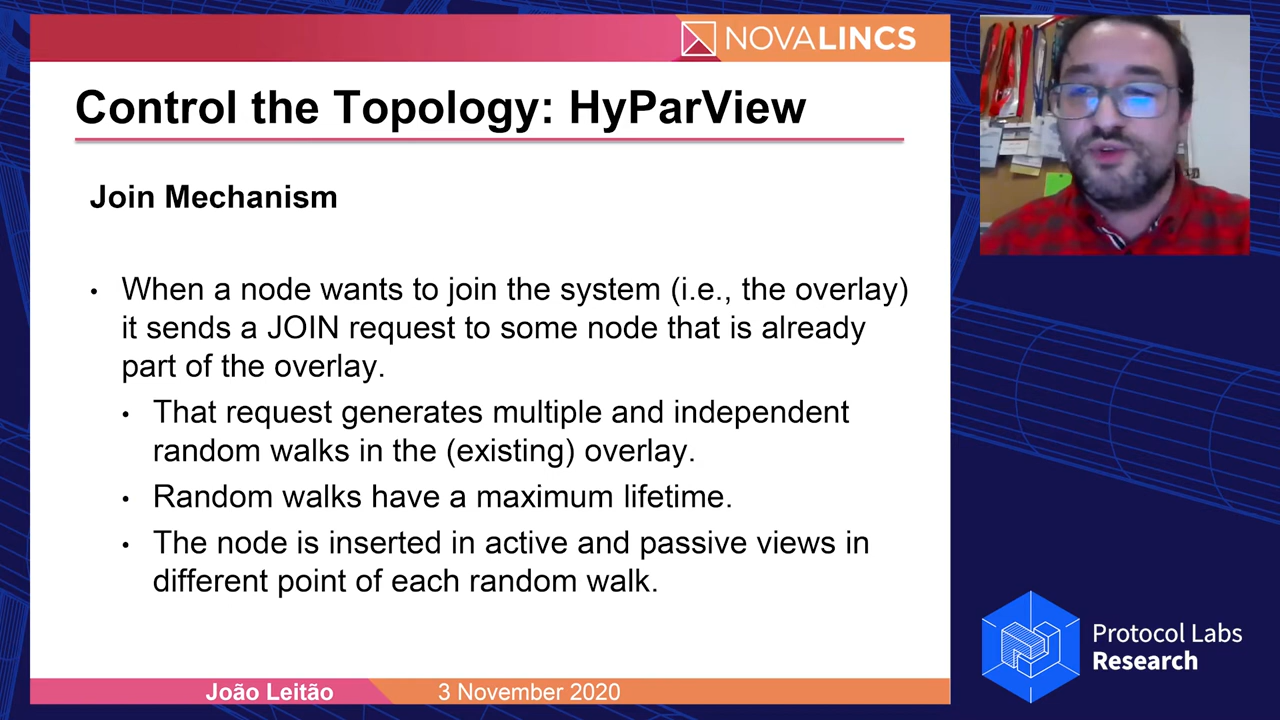 NOVALINCS
Control the Topology: HyParView
Join Mechanism
• When a node wants to join the system (i.e., the overlay)
it sends a JOIN request to some node that is already
part of the overlay.
• That request generates multiple and independent
random walks in the (existing) overlay.
• Random walks have a maximum lifetime.
• The node is inserted in active and passive views in
different point of each random walk.
João Leitão
3 November 2020
Protocol Labs
Research